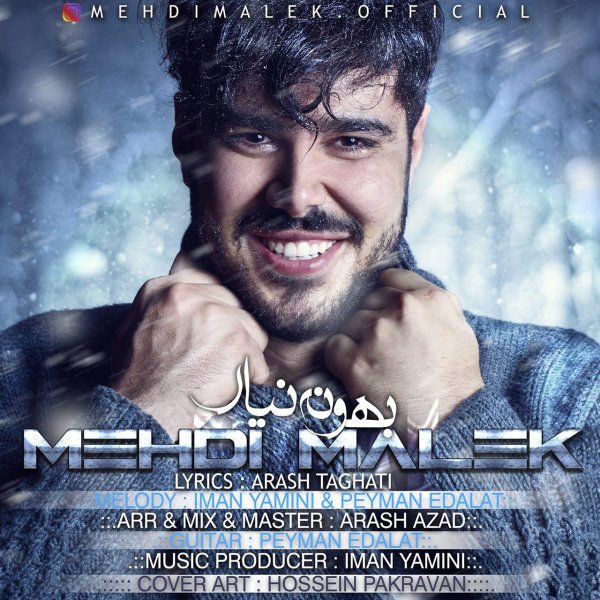 MEHDIMALEK.OFFICIAL
بهونه نیار
MEHDI MALEK
LYRICS : ARASH TAGHATI
MELODY : IMAN YAMINI & PEYMAN EDALAT
.::ARR & MIX & MASTER : ARASH AZAD::.
GUITAR : PEYMAN EDALAT::.
.::MUSIC PRODUCER : IMAN YAMINI::.
.::::: COVER ART : HOSSEIN PAKRAVAN::::.